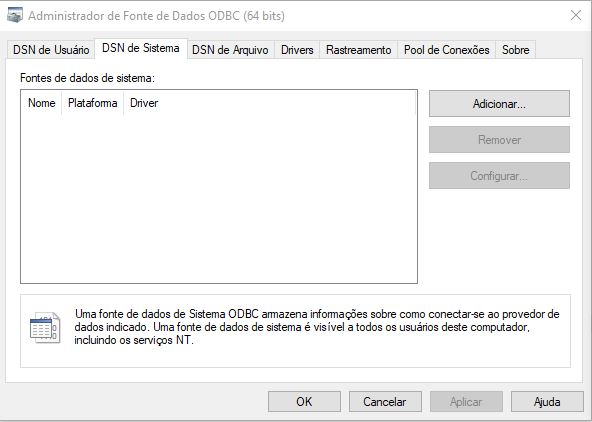 Administrador de Fonte de Dados ODBC (64 bits)
DSN de Usuário DSN de Sistema DSN de Arquivo Drivers Rastreamento Pool de Conexões Sobre
Fontes de dados de sistema:
Nome Plataforma Driver
Adicionar...
Remover
Configurar...
Uma fonte de dados de Sistema ODBC armazena informações sobre como conectar-se ao provedor de
dados indicado. Uma fonte de dados de sistema é visível a todos os usuários deste computador,
incluindo os serviços NT.
OK Cancelar Aplicar Ajuda